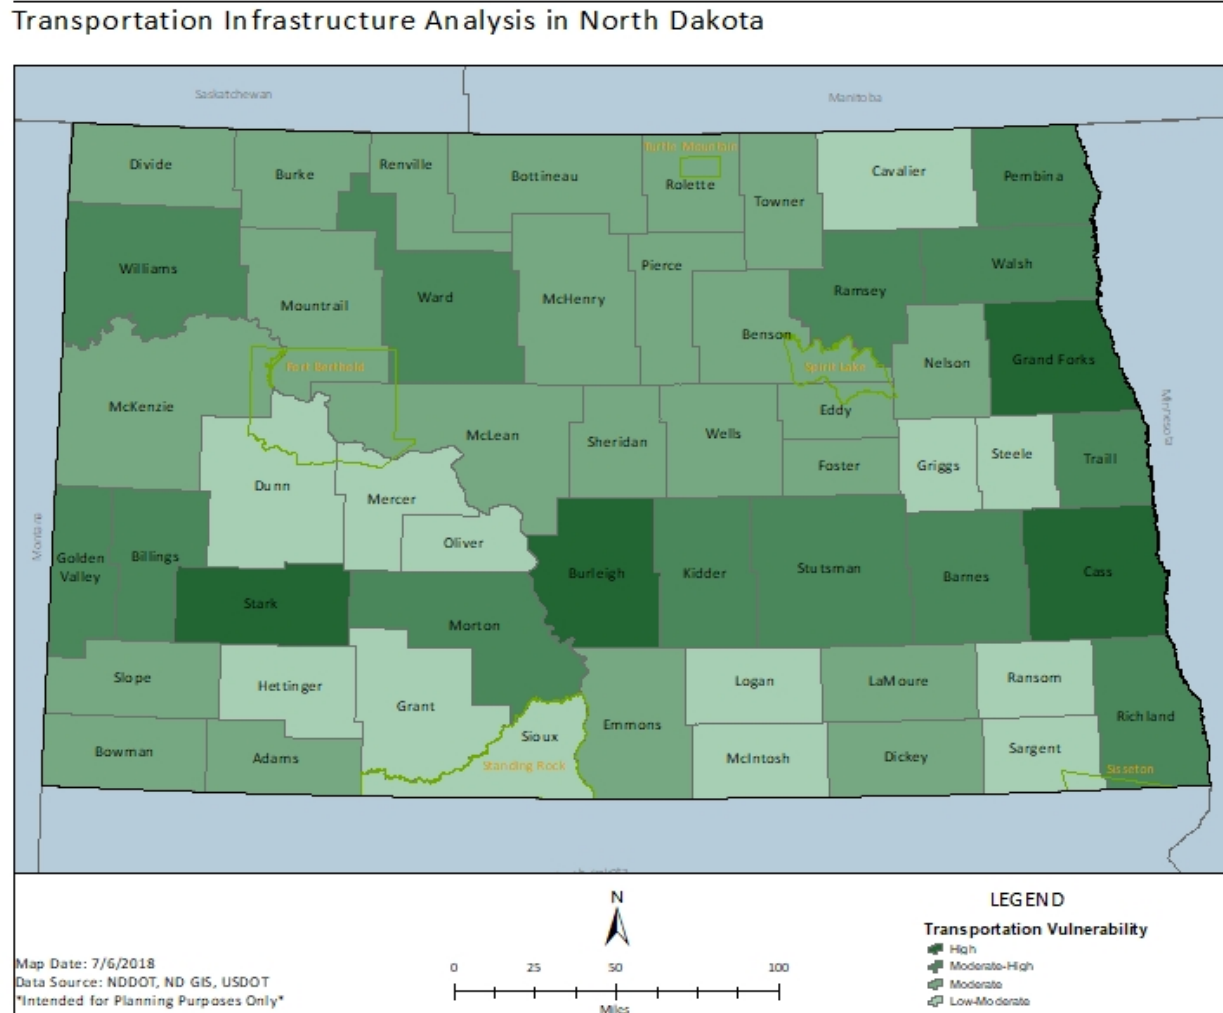 Transportation Infrastructure Analysis in North Dakota
Saskatchewan
Manitoba
Divide
Burke
Renville
Bottineau
Turtle Mountain
Rolette
Towner
Cavalier
Pembina
Williams
Mountrail
Ward
McHenry
Pierce
Benson
Ramsey
Walsh
Nelson
Grand Forks
Fort Berthold
Spirit Lake
McKenzie
McLean
Sheridan
Wells
Eddy
Foster
Griggs
Steele
Traill
Minnesota
Dunn
Mercer
Oliver
Montana
Golden
Valley
Billings
Stark
Morton
Burleigh
Kidder
Stutsman
Barnes
Cass
Slope
Hettinger
Grant
Sioux
Standing Rock
Emmons
Logan
LaMoure
Ransom
Richland
Bowman
Adams
McIntosh
Dickey
Sargent
Sisseton
N
LEGEND
Transportation Vulnerability
High
Moderate-High
Moderate
Low-Moderate
Map Date: 7/6/2018
Data Source: NDDOT, ND GIS, USDOT
*Intended for Planning Purposes Only*
0 25 50 100
Miles